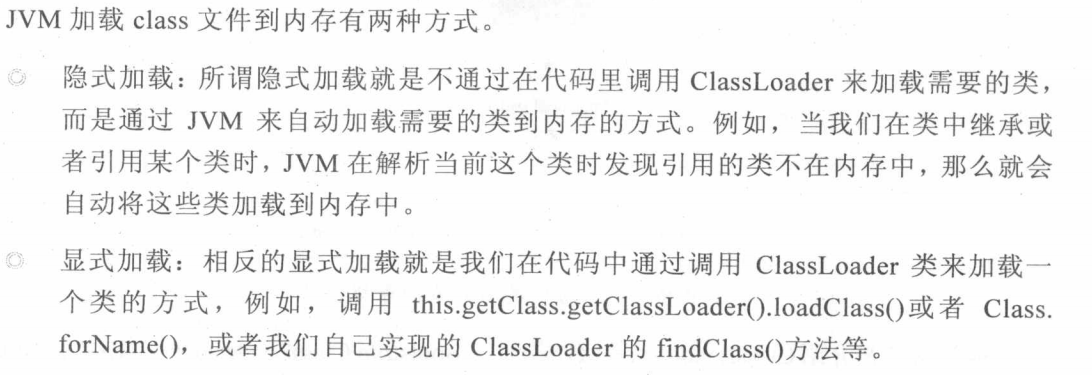 JVM 加载 class 文件到内存有两种方式。
隐式加载：所谓隐式加载就是不通过在代码里调用 ClassLoader 来加载需要的类，
而是通过 JVM 来自动加载需要的类到内存的方式。例如，当我们在类中继承或
者引用某个类时，JVM 在解析当前这个类时发现引用的类不在内存中，那么就会
自动将这些类加载到内存中。
显式加载：相反的显式加载就是我们在代码中通过调用 ClassLoader 类来加载一
个类的方式，例如，调用 this.getClass.getClassLoader().loadClass()或者 Class.
forName()，或者我们自己实现的 ClassLoader 的 findClass()方法等。